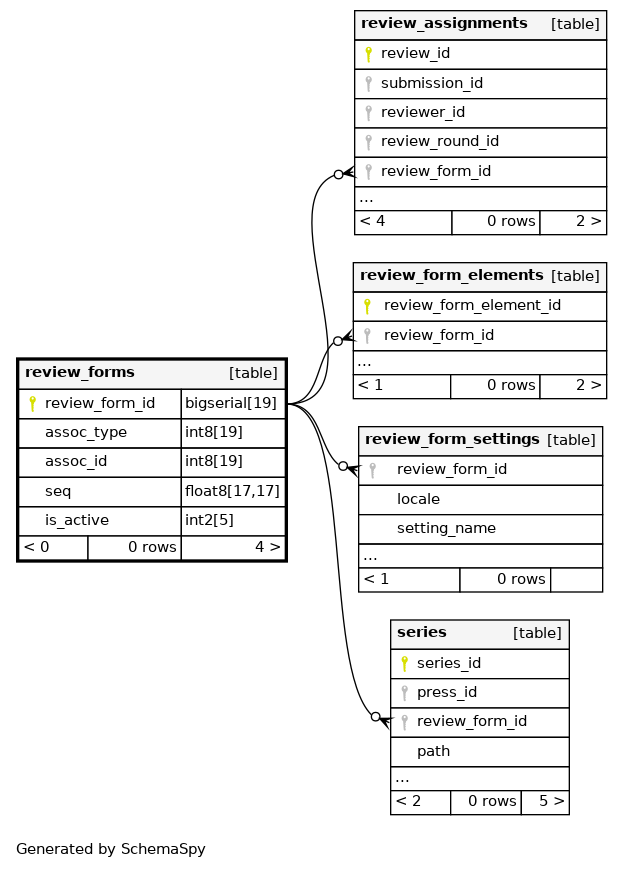 review_assignments [table]
review_id
submission_id
reviewer_id
review_round_id
review_form_id
...
< 4 0 rows 2 >
review_form_elements [table]
review_form_element_id
review_form_id
...
< 1 0 rows 2 >
review_forms [table]
review_form_id bigserial[19]
assoc_type int8[19]
assoc_id int8[19]
seq float8[17,17]
is_active int2[5]
< 0 0 rows 4 >
review_form_settings [table]
review_form_id
locale
setting_name
...
< 1 0 rows
series [table]
series_id
press_id
review_form_id
path
...
< 2 0 rows 5 >
Generated by SchemaSpy